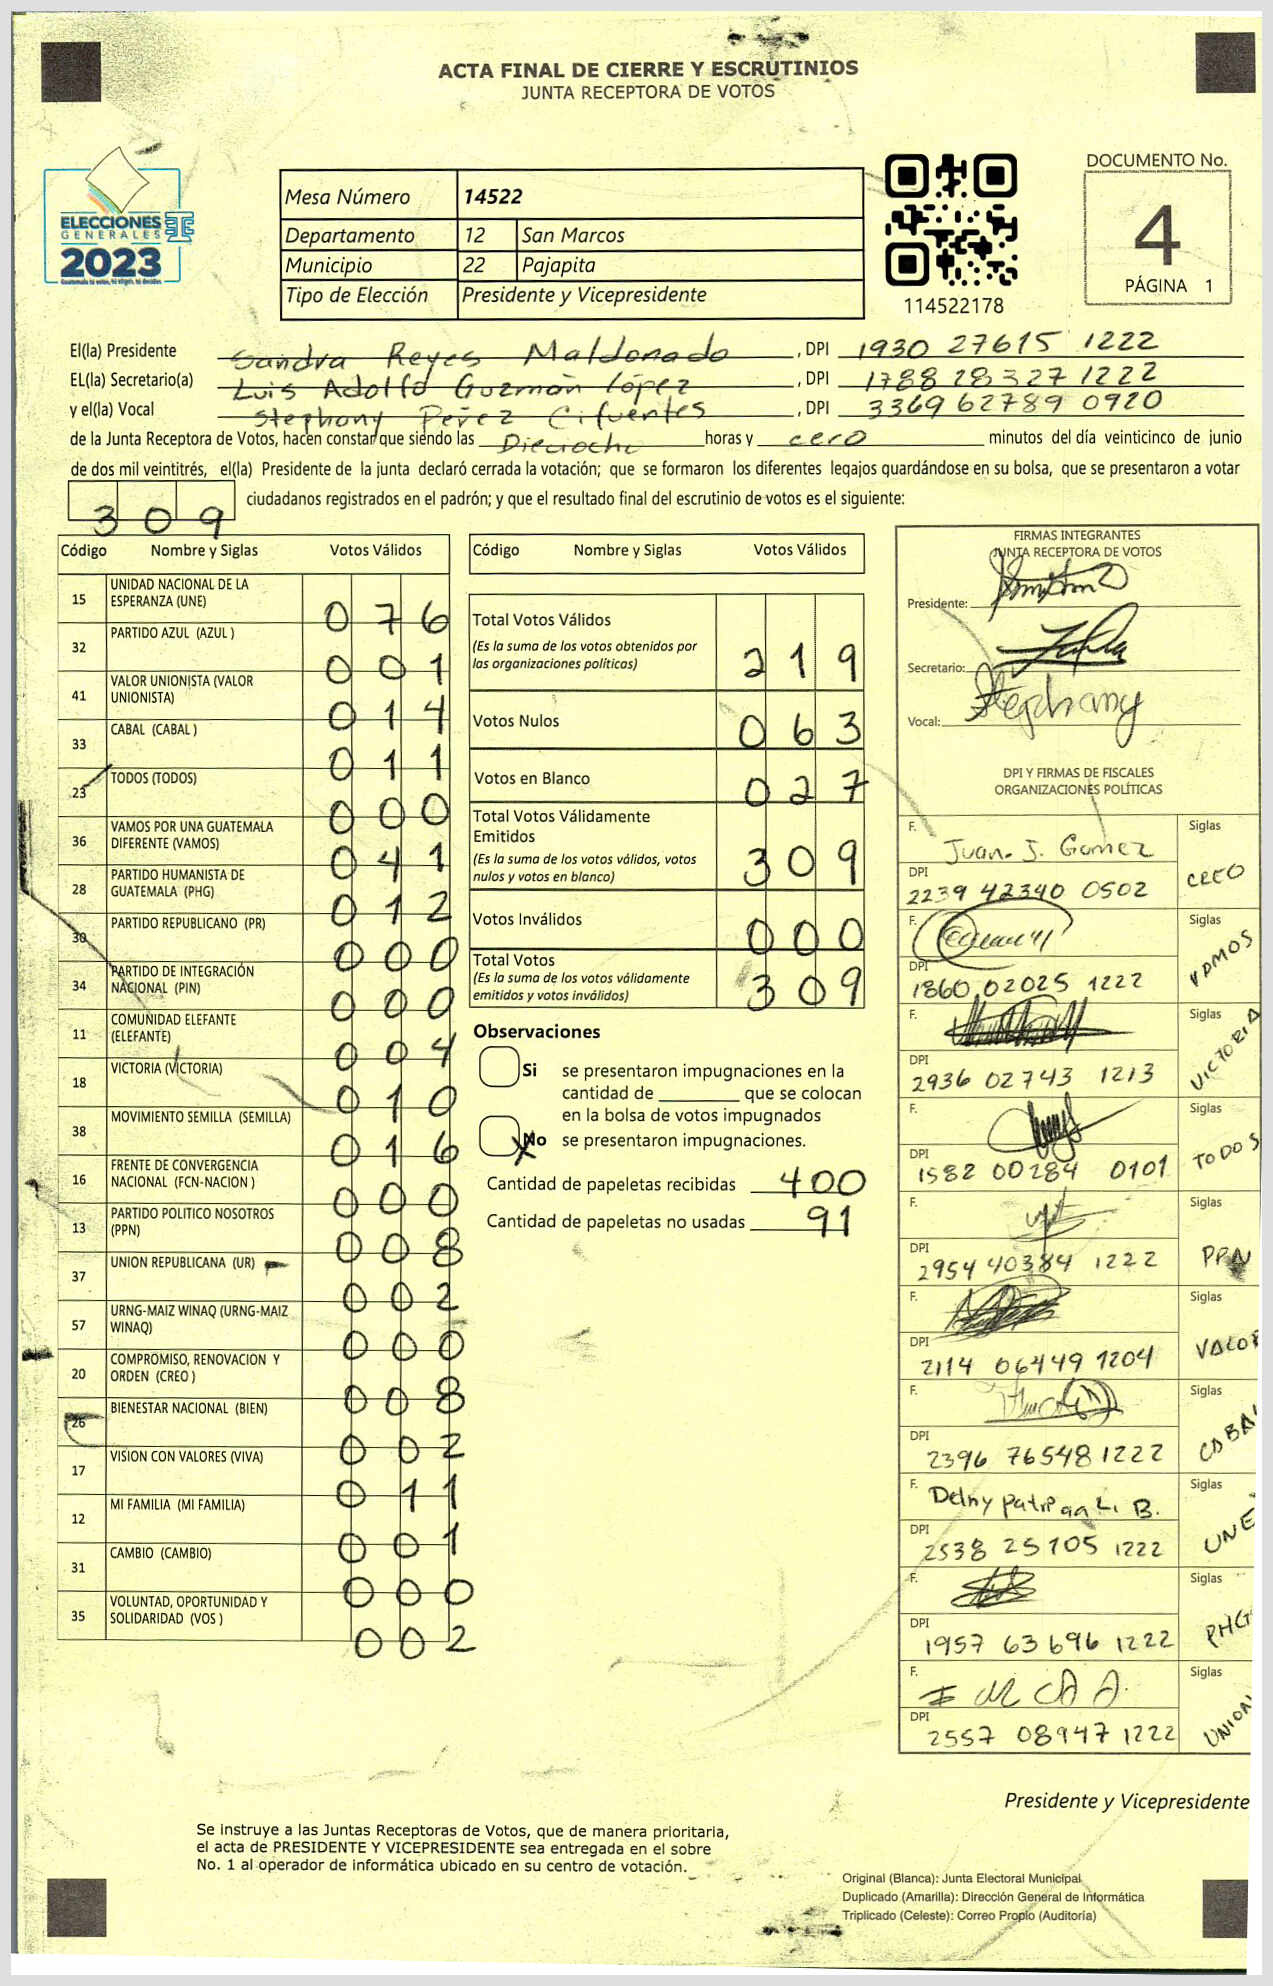 ACTA FINAL DE CIERRE Y ESCRUTINIOS
JUNTA RECEPTORA DE VOTOS
ELECCIONES
GENERALES
2023
Mesa Número 14522
Departamento 12 San Marcos
Municipio 22 Pajapita
Tipo de Elección Presidente y Vicepresidente
114522178
DOCUMENTO No.
4
PÁGINA 1
El(la) Presidente Sandra Reyes Maldonado , DPI 1930 27615 1222
EL(la) Secretario(a) Luis Adolfo Guzmán López , DPI 1788 28327 1222
y el(la) Vocal Stephany Peréz Cifuentes , DPI 3369 62789 0920
de la Junta Receptora de Votos, hacen constar que siendo las Dieciocho horas y cero minutos del día veinticinco de junio
de dos mil veintitrés, el(la) Presidente de la junta declaró cerrada la votación; que se formaron los diferentes legajos guardándose en su bolsa, que se presentaron a votar
309 ciudadanos registrados en el padrón; y que el resultado final del escrutinio de votos es el siguiente:
Código Nombre y Siglas Votos Válidos
15 UNIDAD NACIONAL DE LA ESPERANZA (UNE) 076
32 PARTIDO AZUL (AZUL ) 001
41 VALOR UNIONISTA (VALOR UNIONISTA) 014
33 CABAL (CABAL ) 011
23 TODOS (TODOS) 000
36 VAMOS POR UNA GUATEMALA DIFERENTE (VAMOS) 041
28 PARTIDO HUMANISTA DE GUATEMALA (PHG) 012
30 PARTIDO REPUBLICANO (PR) 000
34 PARTIDO DE INTEGRACIÓN NACIONAL (PIN) 000
11 COMUNIDAD ELEFANTE (ELEFANTE) 004
18 VICTORIA (VICTORIA) 010
38 MOVIMIENTO SEMILLA (SEMILLA) 016
16 FRENTE DE CONVERGENCIA NACIONAL (FCN-NACION ) 000
13 PARTIDO POLITICO NOSOTROS (PPN) 008
37 UNION REPUBLICANA (UR) 002
57 URNG-MAIZ WINAQ (URNG-MAIZ WINAQ) 000
20 COMPROMISO, RENOVACION Y ORDEN (CREO ) 008
26 BIENESTAR NACIONAL (BIEN) 002
17 VISION CON VALORES (VIVA) 011
12 MI FAMILIA (MI FAMILIA) 001
31 CAMBIO (CAMBIO) 000
35 VOLUNTAD, OPORTUNIDAD Y SOLIDARIDAD (VOS ) 002
Código Nombre y Siglas Votos Válidos
Total Votos Válidos 219
(Es la suma de los votos obtenidos por
las organizaciones políticas)
Votos Nulos 063
Votos en Blanco 027
Total Votos Válidamente
Emitidos 309
(Es la suma de los votos válidos, votos
nulos y votos en blanco)
Votos Inválidos 000
Total Votos 309
(Es la suma de los votos válidamente
emitidos y votos inválidos)
Observaciones
Si se presentaron impugnaciones en la
cantidad de ________ que se colocan
en la bolsa de votos impugnados
X No se presentaron impugnaciones.
Cantidad de papeletas recibidas 400
Cantidad de papeletas no usadas 91
FIRMAS INTEGRANTES
JUNTA RECEPTORA DE VOTOS
Presidente:
Secretario:
Vocal: Stephany
DPI Y FIRMAS DE FISCALES
ORGANIZACIONES POLÍTICAS
F. Juan. J. Gomez Siglas CREO
DPI 2239 42340 0502
F. Siglas VAMOS
DPI 1860 02025 1222
F. Siglas VICTORIA
DPI 2936 02743 1213
F. Siglas TODOS
DPI 1582 00284 0101
F. Siglas PPN
DPI 2954 40384 1222
F. Siglas VALOR
DPI 2114 06449 1204
F. Siglas CABAL
DPI 2396 76548 1222
F. Siglas UNE
DPI 2538 25105 1222
F. Siglas PHG
DPI 1957 63696 1222
F. Siglas UNION
DPI 2557 08947 1222
Presidente y Vicepresidente
Se instruye a las Juntas Receptoras de Votos, que de manera prioritaria,
el acta de PRESIDENTE Y VICEPRESIDENTE sea entregada en el sobre
No. 1 al operador de informática ubicado en su centro de votación.
Original (Blanca): Junta Electoral Municipal
Duplicado (Amarilla): Dirección General de Informática
Triplicado (Celeste): Correo Propio (Auditoría)